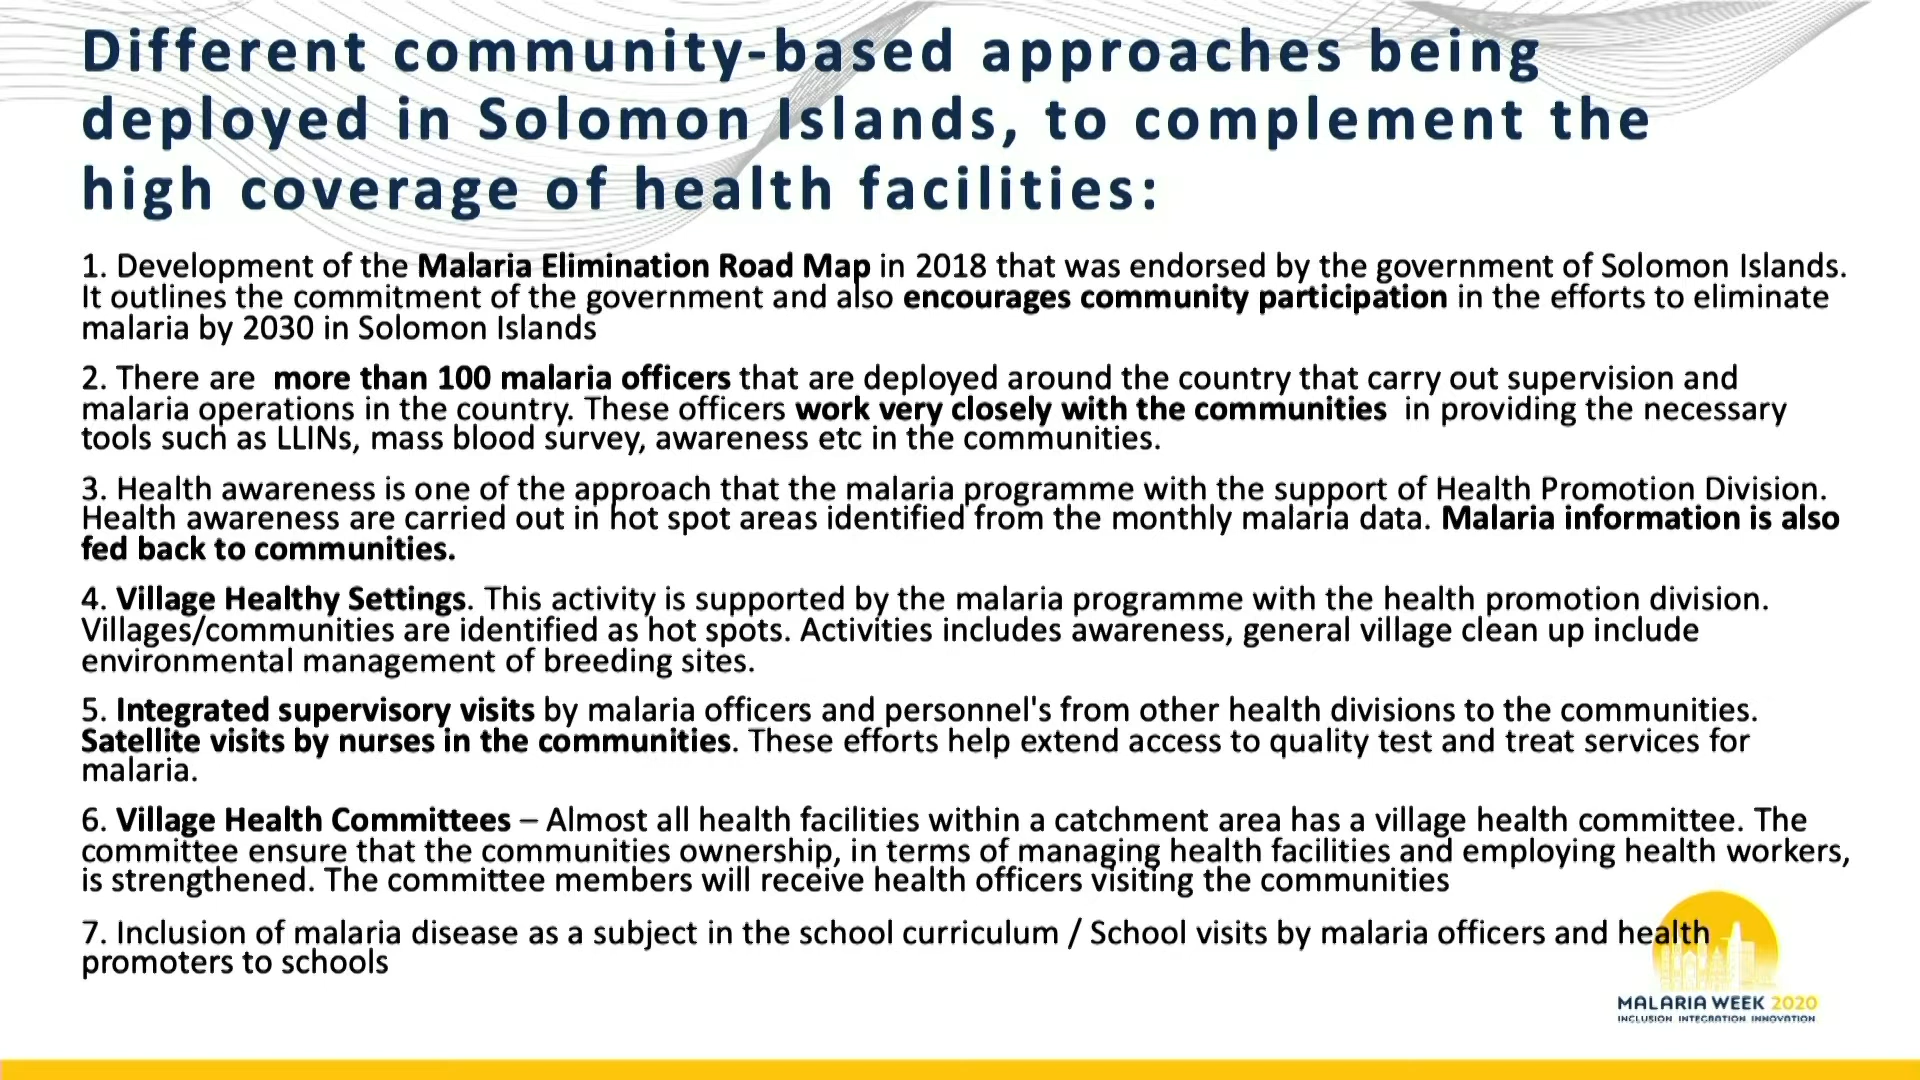 Different community-based approaches being
deployed in Solomon Islands, to complement the
high coverage of health facilities:
1. Development of the Malaria Elimination Road Map in 2018 that was endorsed by the government of Solomon Islands.
It outlines the commitment of the government and also encourages community participation in the efforts to eliminate
malaria by 2030 in Solomon Islands
2. There are  more than 100 malaria officers that are deployed around the country that carry out supervision and
malaria operations in the country. These officers work very closely with the communities  in providing the necessary
tools such as LLINs, mass blood survey, awareness etc in the communities.
3. Health awareness is one of the approach that the malaria programme with the support of Health Promotion Division.
Health awareness are carried out in hot spot areas identified from the monthly malaria data. Malaria information is also
fed back to communities.
4. Village Healthy Settings. This activity is supported by the malaria programme with the health promotion division.
Villages/communities are identified as hot spots. Activities includes awareness, general village clean up include
environmental management of breeding sites.
5. Integrated supervisory visits by malaria officers and personnel's from other health divisions to the communities.
Satellite visits by nurses in the communities. These efforts help extend access to quality test and treat services for
malaria.
6. Village Health Committees – Almost all health facilities within a catchment area has a village health committee. The
committee ensure that the communities ownership, in terms of managing health facilities and employing health workers,
is strengthened. The committee members will receive health officers visiting the communities
7. Inclusion of malaria disease as a subject in the school curriculum / School visits by malaria officers and health
promoters to schools
MALARIA WEEK 2020
INCLUSION INTEGRATION INNOVATION